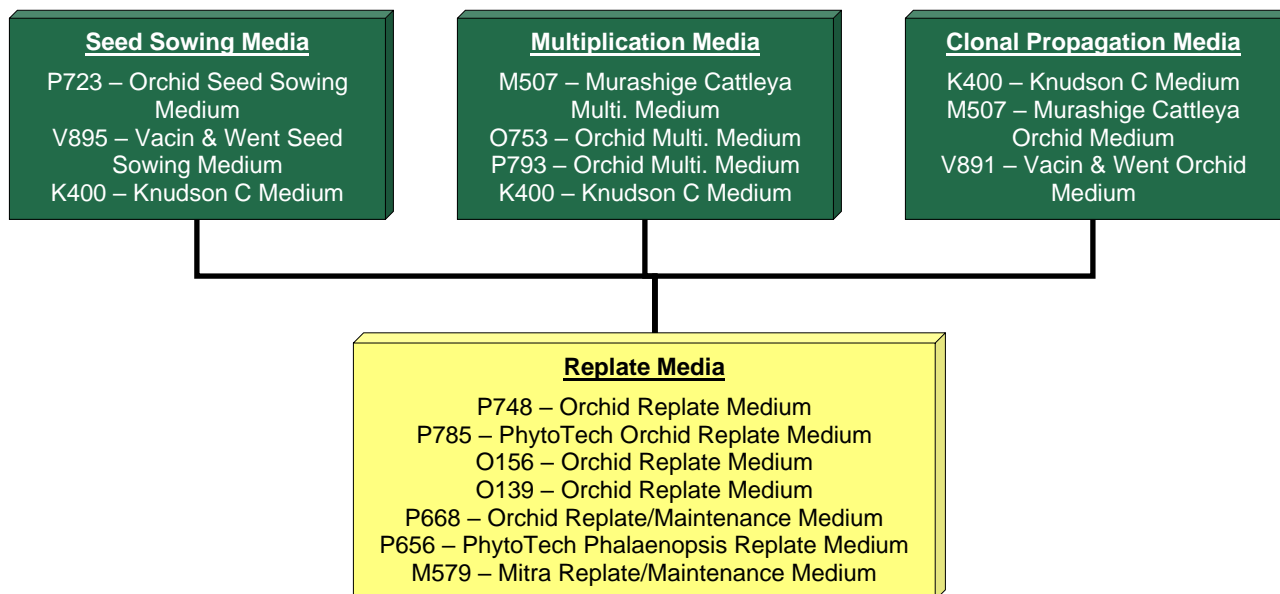 Seed Sowing Media
P723 – Orchid Seed Sowing
Medium
V895 – Vacin & Went Seed
Sowing Medium
K400 – Knudson C Medium
Multiplication Media
M507 – Murashige Cattleya
Multi. Medium
O753 – Orchid Multi. Medium
P793 – Orchid Multi. Medium
K400 – Knudson C Medium
Clonal Propagation Media
K400 – Knudson C Medium
M507 – Murashige Cattleya
Orchid Medium
V891 – Vacin & Went Orchid
Medium
Replate Media
P748 – Orchid Replate Medium
P785 – PhytoTech Orchid Replate Medium
O156 – Orchid Replate Medium
O139 – Orchid Replate Medium
P668 – Orchid Replate/Maintenance Medium
P656 – PhytoTech Phalaenopsis Replate Medium
M579 – Mitra Replate/Maintenance Medium